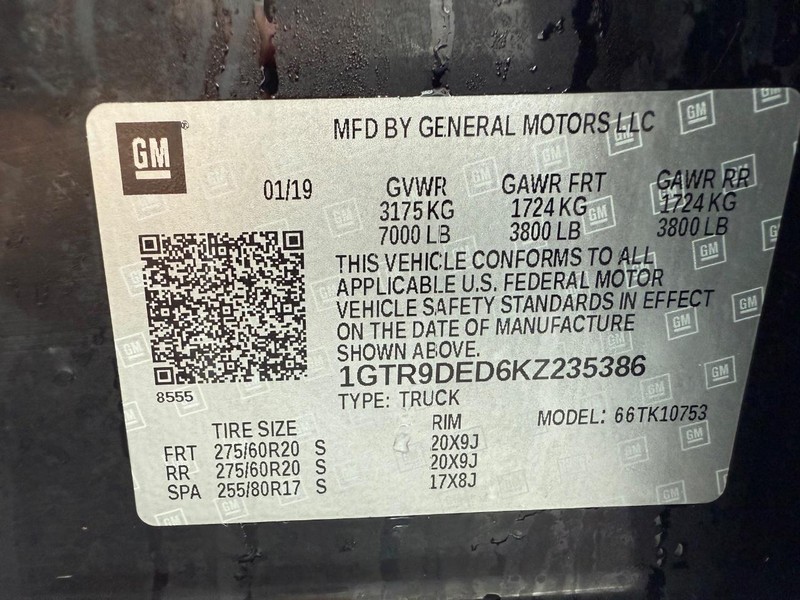 GM
MFD BY GENERAL MOTORS LLC
01/19
GVWR GAWR FRT GAWR RR
3175 KG 1724 KG 1724 KG
7000 LB 3800 LB 3800 LB
THIS VEHICLE CONFORMS TO ALL
APPLICABLE U.S. FEDERAL MOTOR
VEHICLE SAFETY STANDARDS IN EFFECT
ON THE DATE OF MANUFACTURE
SHOWN ABOVE.
1GTR9DED6KZ235386
8555
TYPE: TRUCK
MODEL: 66TK10753
TIRE SIZE RIM
FRT 275/60R20 S 20X9J
RR 275/60R20 S 20X9J
SPA 255/80R17 S 17X8J